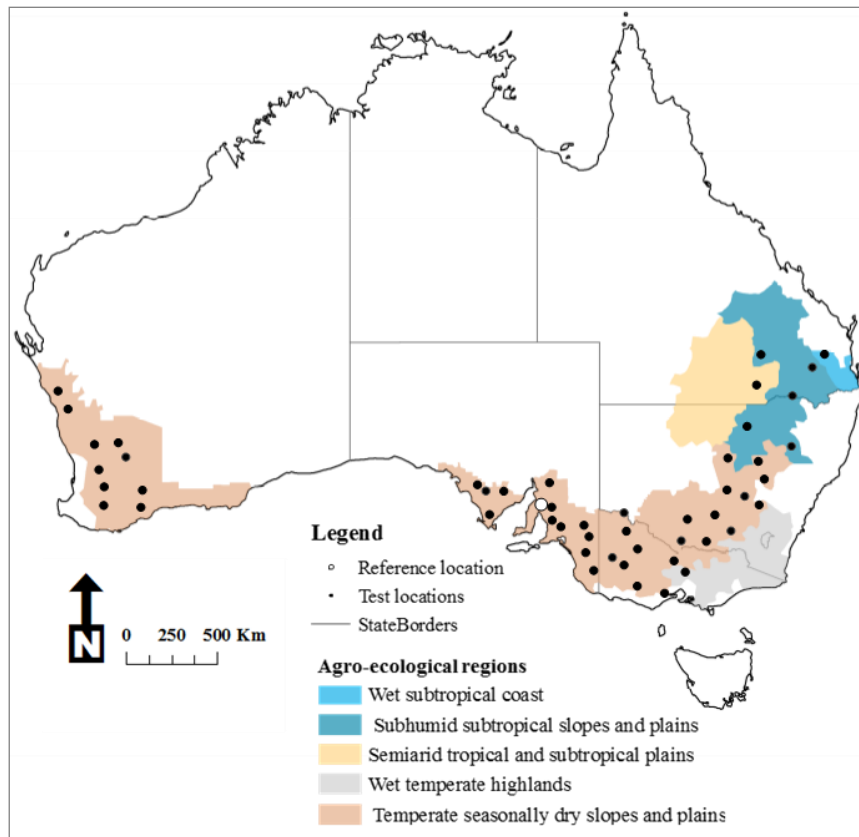 Legend
Reference location
Test locations
StateBorders
N
0 250 500 Km
Agro-ecological regions
Wet subtropical coast
Subhumid subtropical slopes and plains
Semiarid tropical and subtropical plains
Wet temperate highlands
Temperate seasonally dry slopes and plains